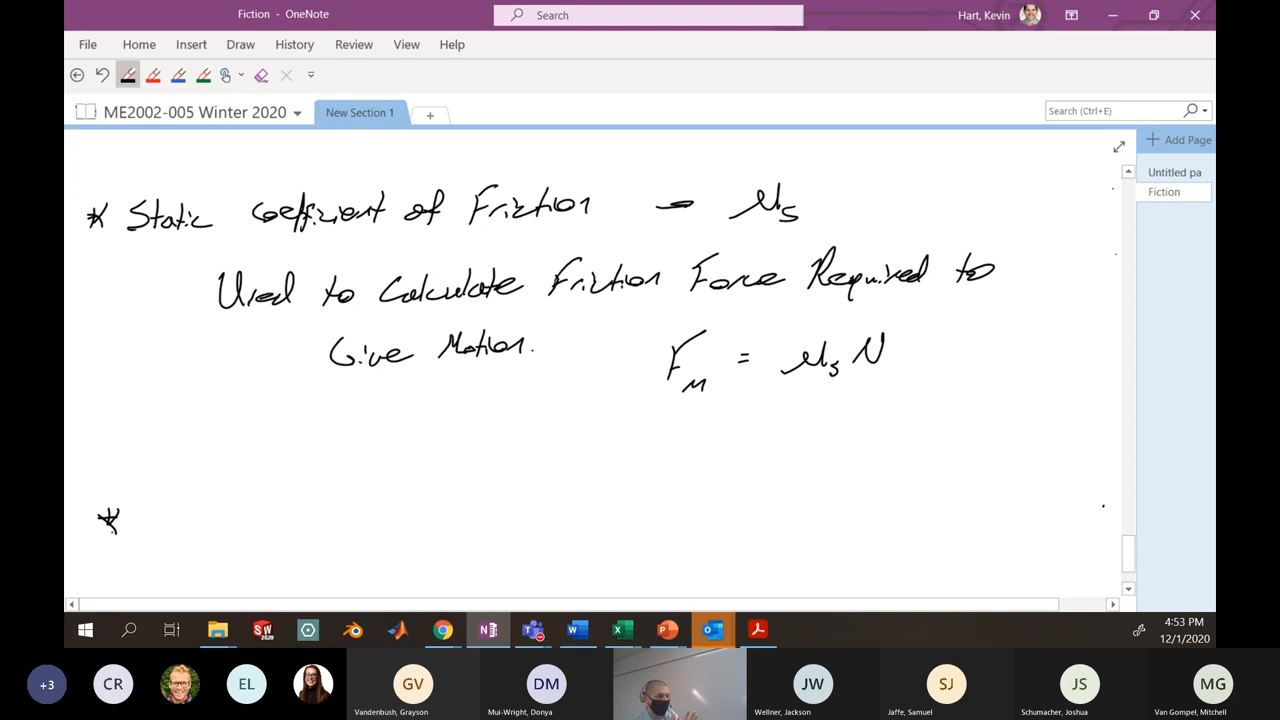 Fiction - OneNote
Search
Hart, Kevin
File Home Insert Draw History Review View Help
ME2002-005 Winter 2020
New Section 1
Search (Ctrl+E)
Add Page
Untitled pa
Fiction
* Static Coefficient of Friction - μs
Used to Calculate Friction Force Required to
Give Motion. FM = μs N
*
4:53 PM
12/1/2020
+3 CR EL GV DM JW SJ JS MG
Vandenbush, Grayson Mui-Wright, Donya Wellner, Jackson Jaffe, Samuel Schumacher, Joshua Van Gompel, Mitchell